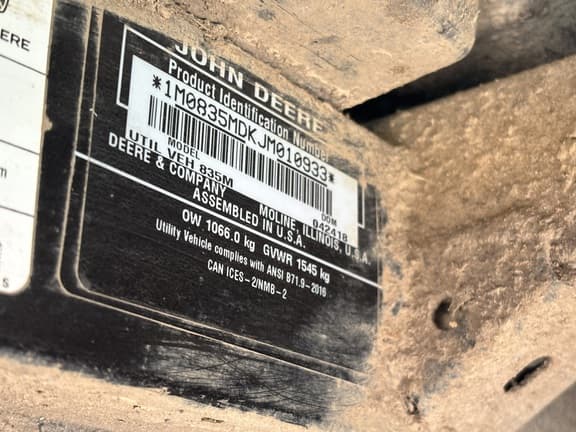 ERE
m
s
JOHN DEERE
Product Identification Number
*1M0835MDKJM010933*
MODEL DOM
UTIL VEH 835M 042418
DEERE & COMPANY MOLINE, ILLINOIS, U.S.A.
ASSEMBLED IN U.S.A.
OW 1066.0 kg GVWR 1545 kg
Utility Vehicle complies with ANSI B71.9-2016
CAN ICES-2/NMB-2